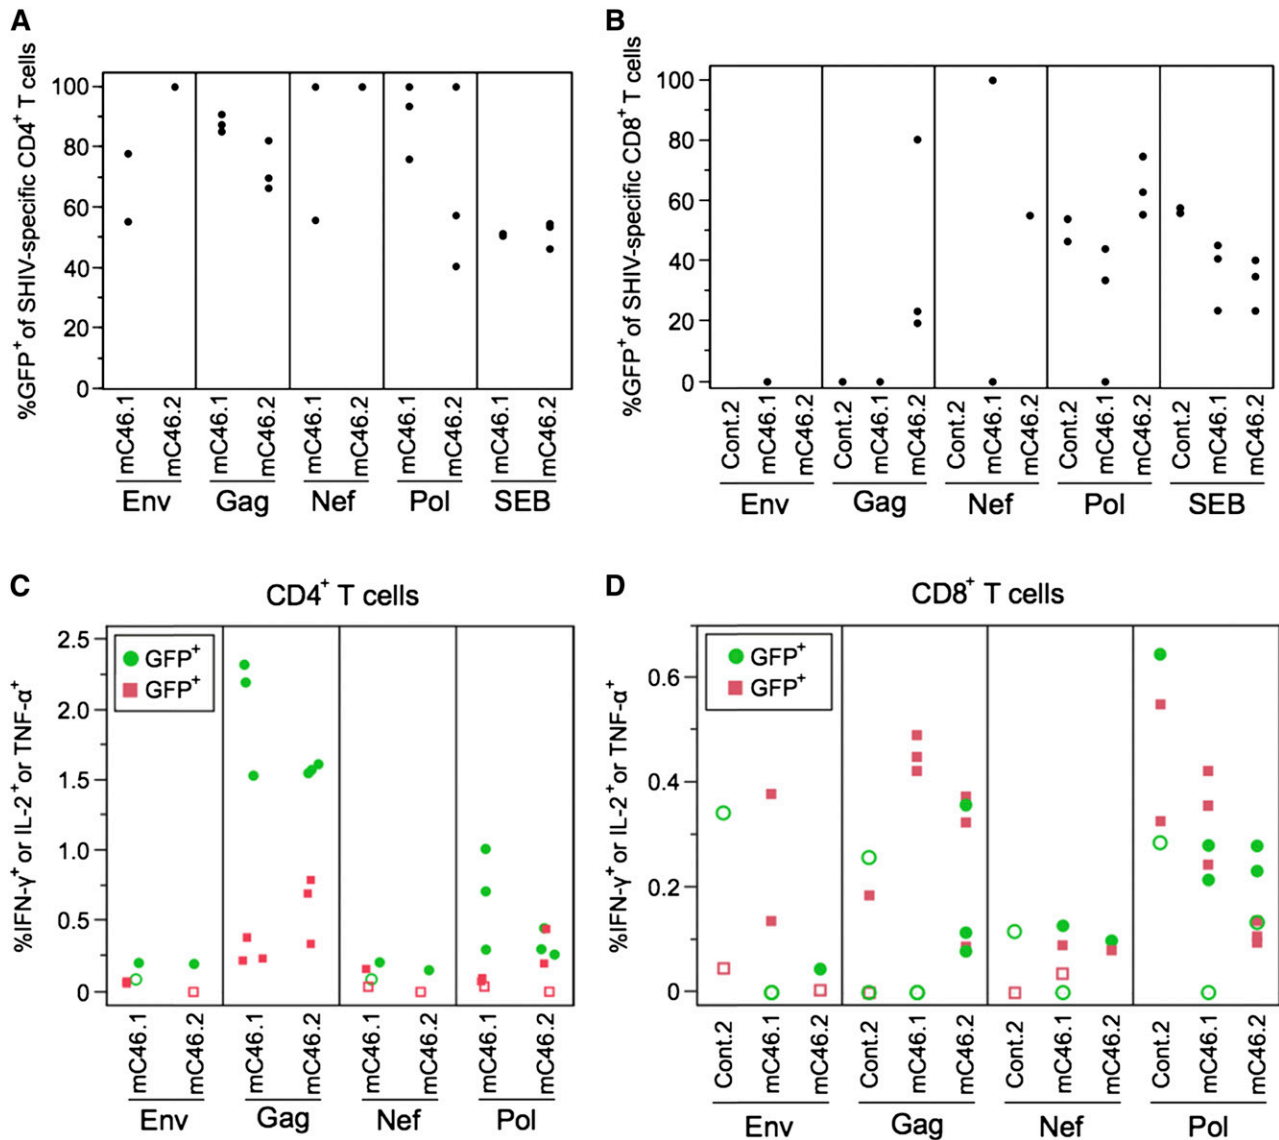 A
%GFP⁺ of SHIV-specific CD4⁺ T cells
100
80
60
40
20
0
mC46.1
mC46.2
mC46.1
mC46.2
mC46.1
mC46.2
mC46.1
mC46.2
mC46.1
mC46.2
Env Gag Nef Pol SEB
B
%GFP⁺ of SHIV-specific CD8⁺ T cells
100
80
60
40
20
0
Cont.2
mC46.1
mC46.2
Cont.2
mC46.1
mC46.2
Cont.2
mC46.1
mC46.2
Cont.2
mC46.1
mC46.2
Cont.2
mC46.1
mC46.2
Env Gag Nef Pol SEB
C
CD4⁺ T cells
%IFN-γ⁺ or IL-2⁺ or TNF-α⁺
2.5
2.0
1.5
1.0
0.5
0
GFP⁺
GFP⁺
mC46.1
mC46.2
mC46.1
mC46.2
mC46.1
mC46.2
mC46.1
mC46.2
Env Gag Nef Pol
D
CD8⁺ T cells
%IFN-γ⁺ or IL-2⁺ or TNF-α⁺
0.6
0.4
0.2
0
GFP⁺
GFP⁺
Cont.2
mC46.1
mC46.2
Cont.2
mC46.1
mC46.2
Cont.2
mC46.1
mC46.2
Cont.2
mC46.1
mC46.2
Env Gag Nef Pol